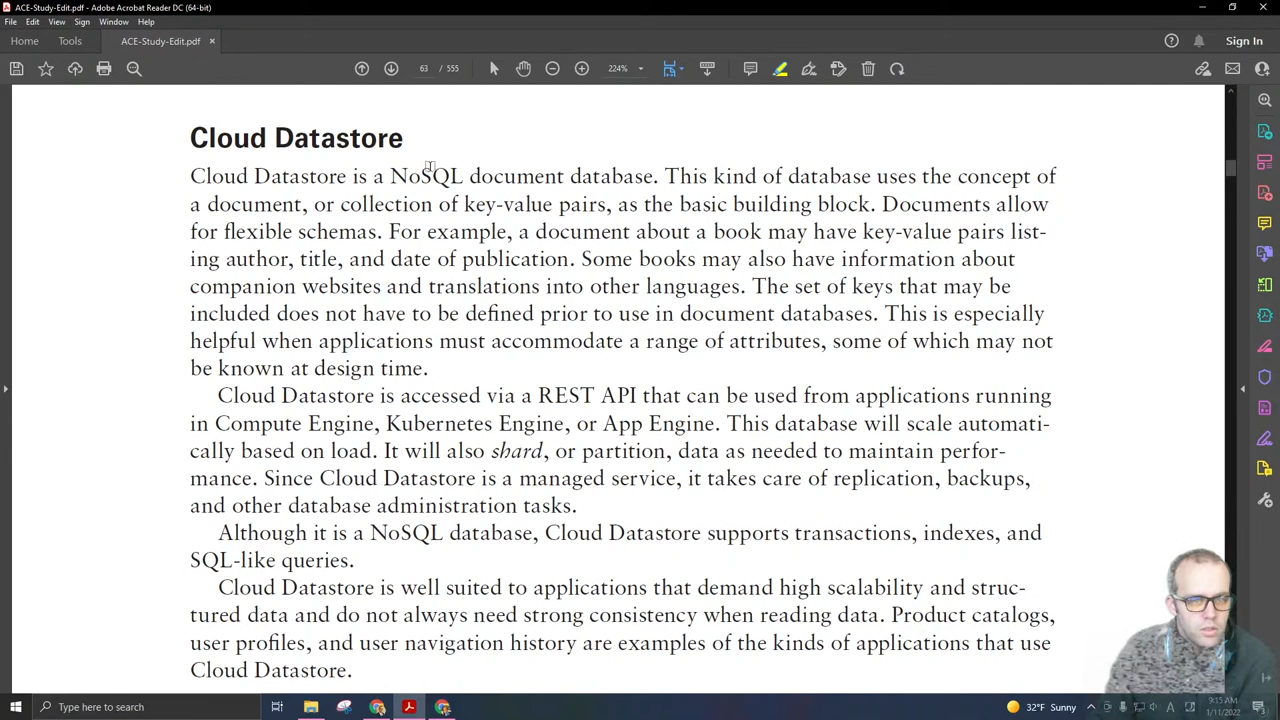 ACE-Study-Edit.pdf - Adobe Acrobat Reader DC (64-bit)
File Edit View Sign Window Help
Home Tools ACE-Study-Edit.pdf × Sign In
63 / 555 224%
Cloud Datastore
Cloud Datastore is a NoSQL document database. This kind of database uses the concept of
a document, or collection of key-value pairs, as the basic building block. Documents allow
for flexible schemas. For example, a document about a book may have key-value pairs list-
ing author, title, and date of publication. Some books may also have information about
companion websites and translations into other languages. The set of keys that may be
included does not have to be defined prior to use in document databases. This is especially
helpful when applications must accommodate a range of attributes, some of which may not
be known at design time.
Cloud Datastore is accessed via a REST API that can be used from applications running
in Compute Engine, Kubernetes Engine, or App Engine. This database will scale automati-
cally based on load. It will also shard, or partition, data as needed to maintain perfor-
mance. Since Cloud Datastore is a managed service, it takes care of replication, backups,
and other database administration tasks.
Although it is a NoSQL database, Cloud Datastore supports transactions, indexes, and
SQL-like queries.
Cloud Datastore is well suited to applications that demand high scalability and struc-
tured data and do not always need strong consistency when reading data. Product catalogs,
user profiles, and user navigation history are examples of the kinds of applications that use
Cloud Datastore.
Type here to search
32°F Sunny
9:15 AM
1/11/2022